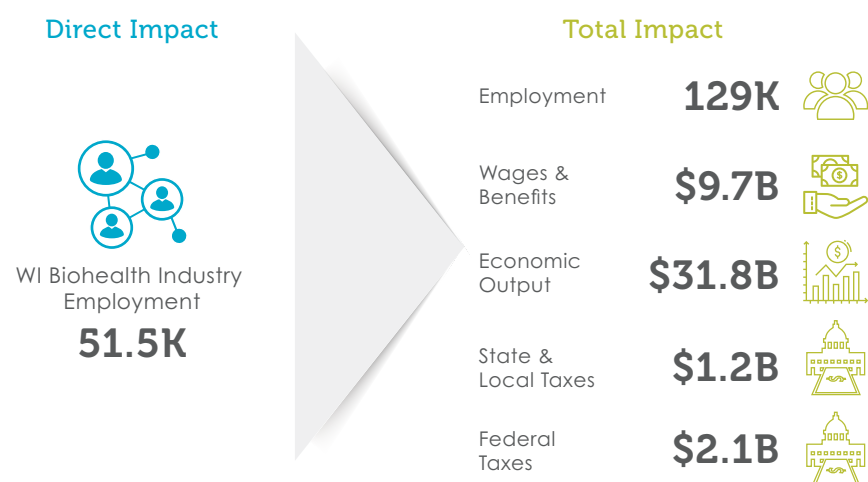 Direct Impact
WI Biohealth Industry
Employment
51.5K
Total Impact
Employment
129K
Wages &
Benefits
$9.7B
$
Economic
Output
$31.8B
$
State &
Local Taxes
$1.2B
$
Federal
Taxes
$2.1B
$